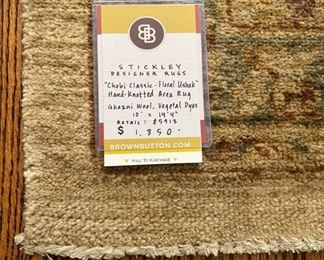 BB
STICKLEY
DESIGNER RUGS
"Chobi Classic - Floral Ushak"
Hand-Knotted Area Rug
Ghazni Wool, Vegetal Dyes
10' x 14'4"
RETAIL: $5913
$ 1,850.
BROWNBUTTON.COM
PULL TO PURCHASE